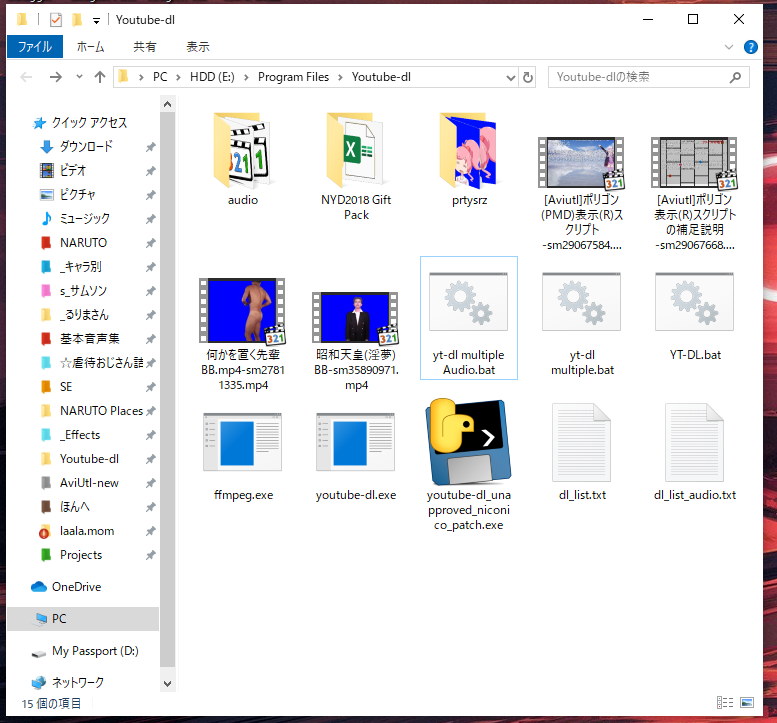 Youtube-dl
ファイル ホーム 共有 表示
PC HDD (E:) Program Files Youtube-dl
Youtube-dlの検索
クイック アクセス
ダウンロード
ビデオ
ピクチャ
ミュージック
NARUTO
_キャラ別
s_サムソン
_るりまさん
基本音声集
☆虐待おじさん詰
SE
NARUTO Places
_Effects
Youtube-dl
AviUtl-new
ほんへ
laala.mom
Projects
OneDrive
PC
My Passport (D:)
ネットワーク
audio
NYD2018 Gift
Pack
prtysrz
[Aviutl]ポリゴン
(PMD)表示(R)ス
クリプト
-sm29067584....
[Aviutl]ポリゴン
表示(R)スクリプト
の補足説明
-sm29067668....
何かを置く先輩
BB.mp4-sm2781
1335.mp4
昭和天皇(淫夢)
BB-sm35890971.
mp4
yt-dl multiple
Audio.bat
yt-dl
multiple.bat
YT-DL.bat
ffmpeg.exe
youtube-dl.exe
youtube-dl_una
pproved_niconi
co_patch.exe
dl_list.txt
dl_list_audio.txt
15 個の項目